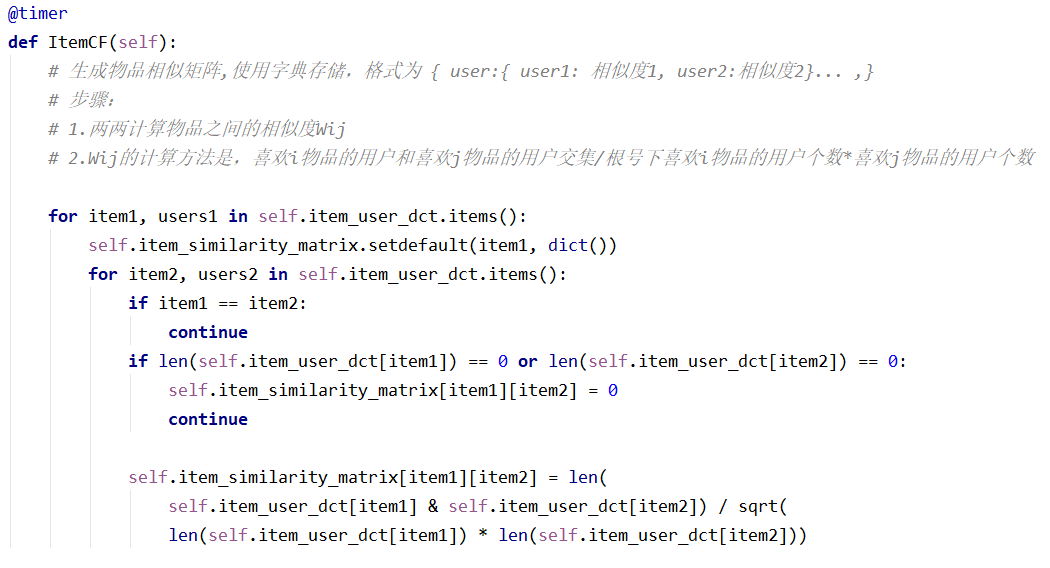 @timer
def ItemCF(self):
    # 生成物品相似矩阵,使用字典存储，格式为 { user:{ user1: 相似度1, user2:相似度2}... ,}
    # 步骤：
    # 1.两两计算物品之间的相似度Wij
    # 2.Wij的计算方法是，喜欢i物品的用户和喜欢j物品的用户交集/根号下喜欢i物品的用户个数*喜欢j物品的用户个数
    for item1, users1 in self.item_user_dct.items():
        self.item_similarity_matrix.setdefault(item1, dict())
        for item2, users2 in self.item_user_dct.items():
            if item1 == item2:
                continue
            if len(self.item_user_dct[item1]) == 0 or len(self.item_user_dct[item2]) == 0:
                self.item_similarity_matrix[item1][item2] = 0
                continue
            self.item_similarity_matrix[item1][item2] = len(
                self.item_user_dct[item1] & self.item_user_dct[item2]) / sqrt(
                len(self.item_user_dct[item1]) * len(self.item_user_dct[item2]))